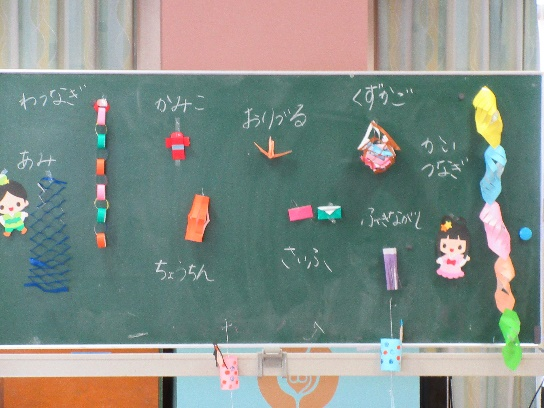 わつなぎ
かみこ
おりづる
くずかご
あみ
かい
つなぎ
ふきながし
ちょうちん
さいふ